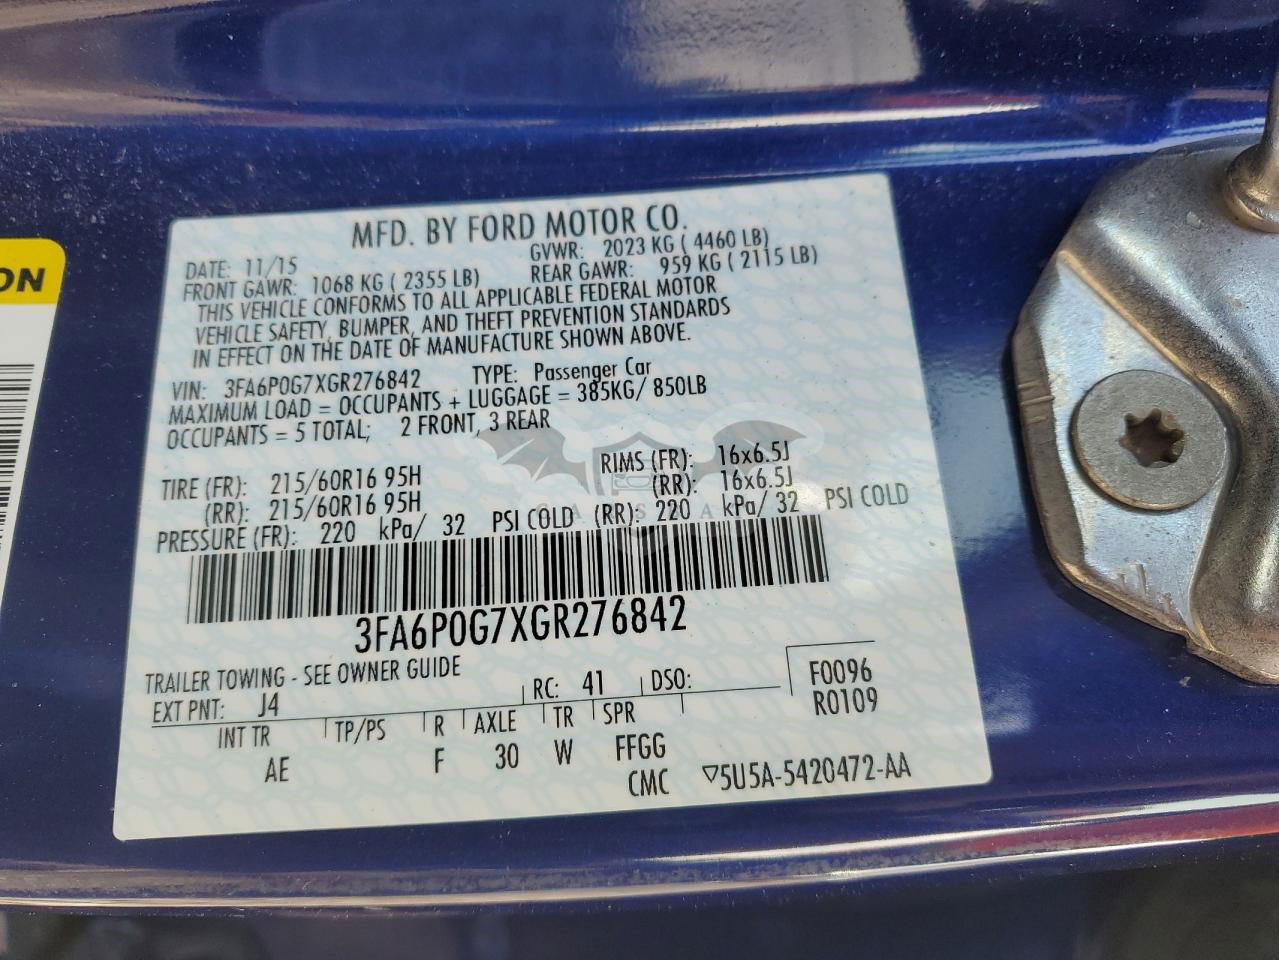 ON
MFD. BY FORD MOTOR CO.
DATE: 11/15 GVWR: 2023 KG ( 4460 LB)
FRONT GAWR: 1068 KG ( 2355 LB) REAR GAWR: 959 KG ( 2115 LB)
THIS VEHICLE CONFORMS TO ALL APPLICABLE FEDERAL MOTOR
VEHICLE SAFETY, BUMPER, AND THEFT PREVENTION STANDARDS
IN EFFECT ON THE DATE OF MANUFACTURE SHOWN ABOVE.
VIN: 3FA6P0G7XGR276842 TYPE: Passenger Car
MAXIMUM LOAD = OCCUPANTS + LUGGAGE = 385KG/ 850LB
OCCUPANTS = 5 TOTAL; 2 FRONT, 3 REAR
TIRE (FR): 215/60R16 95H RIMS (FR): 16x6.5J
(RR): 215/60R16 95H (RR): 16x6.5J
PRESSURE (FR): 220 kPa/ 32 PSI COLD (RR): 220 kPa/ 32 PSI COLD
3FA6P0G7XGR276842
TRAILER TOWING - SEE OWNER GUIDE
EXT PNT: J4 RC: 41 DSO: F0096
R0109
INT TR TP/PS R AXLE TR SPR
AE F 30 W FFGG
CMC ▽5U5A-5420472-AA